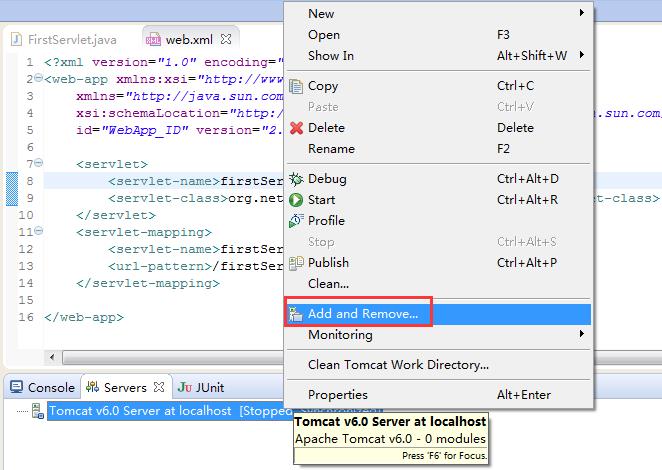 FirstServlet.java
web.xml
1 <?xml version="1.0" encoding="
2 <web-app xmlns:xsi="http://www
3 xmlns="http://java.sun.com
4 xsi:schemaLocation="http:/
.sun.com/
5 id="WebApp_ID" version="2.
6
7 <servlet>
8 <servlet-name>firstSer
9 <servlet-class>org.net
et-class>
10 </servlet>
11 <servlet-mapping>
12 <servlet-name>firstSer
13 <url-pattern>/firstSer
14 </servlet-mapping>
15
16 </web-app>
New
Open F3
Show In Alt+Shift+W
Copy Ctrl+C
Paste Ctrl+V
Delete Delete
Rename F2
Debug Ctrl+Alt+D
Start Ctrl+Alt+R
Profile
Stop Ctrl+Alt+S
Publish Ctrl+Alt+P
Clean...
Add and Remove...
Monitoring
Clean Tomcat Work Directory...
Properties Alt+Enter
Console
Servers
JUnit
Tomcat v6.0 Server at localhost [Stopped, Synchronized]
Tomcat v6.0 Server at localhost
Apache Tomcat v6.0 - 0 modules
Press 'F6' for Focus.